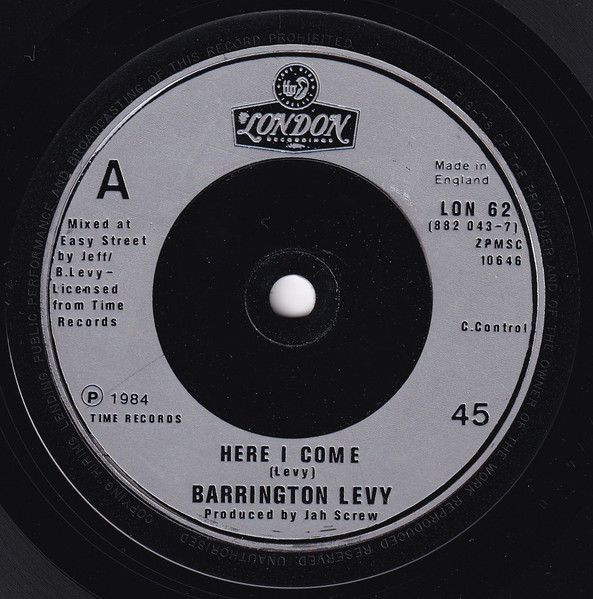 LONDON
RECORDINGS
A
Mixed at
Easy Street
by Jeff/
B.Levy-
Licensed
from Time
Records
Made in
England
LON 62
(882 043-7)
ZPMSC
10646
C.Control
℗ 1984
TIME RECORDS
45
HERE I COME
(Levy)
BARRINGTON LEVY
Produced by Jah Screw
ALL RIGHTS OF THE PRODUCER AND OF THE OWNER OF THE WORK REPRODUCED RESERVED. UNAUTHORISED COPYING, HIRING, LENDING, PUBLIC PERFORMANCE AND BROADCASTING OF THIS RECORD PROHIBITED.